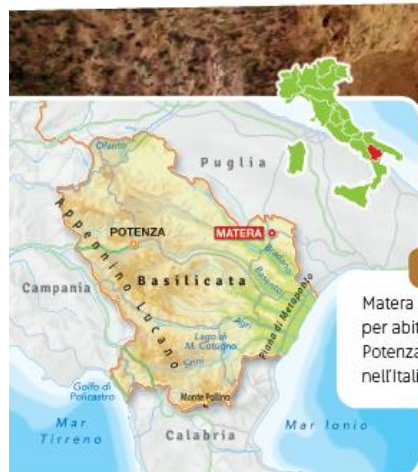 Ofanto
Puglia
Appennino Lucano
POTENZA
MATERA
Bradano
Campania
Basilicata
Basento
Piana di Metaponto
Agri
Lago di
M. Cotugno
Sinni
Golfo di
Policastro
Monte Pollino
Mar
Tirreno
Calabria
Mar Ionio
Matera
per abit
Potenza
nell'Itali